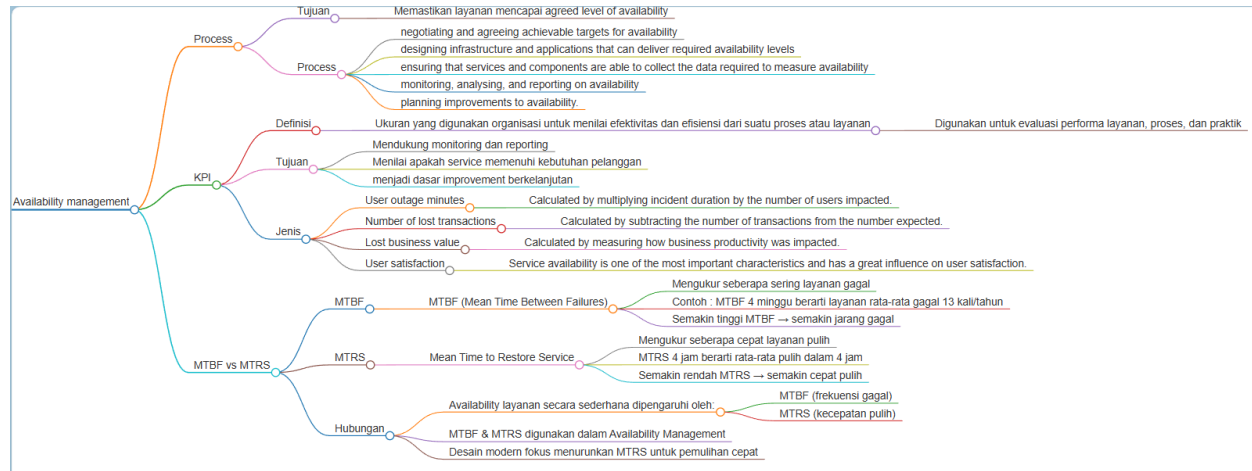 Availability management
Process
Tujuan
Memastikan layanan mencapai agreed level of availability
Process
negotiating and agreeing achievable targets for availability
designing infrastructure and applications that can deliver required availability levels
ensuring that services and components are able to collect the data required to measure availability
monitoring, analysing, and reporting on availability
planning improvements to availability.
KPI
Definisi
Ukuran yang digunakan organisasi untuk menilai efektivitas dan efisiensi dari suatu proses atau layanan
Digunakan untuk evaluasi performa layanan, proses, dan praktik
Tujuan
Mendukung monitoring dan reporting
Menilai apakah service memenuhi kebutuhan pelanggan
menjadi dasar improvement berkelanjutan
Jenis
User outage minutes
Calculated by multiplying incident duration by the number of users impacted.
Number of lost transactions
Calculated by subtracting the number of transactions from the number expected.
Lost business value
Calculated by measuring how business productivity was impacted.
User satisfaction
Service availability is one of the most important characteristics and has a great influence on user satisfaction.
MTBF vs MTRS
MTBF
MTBF (Mean Time Between Failures)
Mengukur seberapa sering layanan gagal
Contoh : MTBF 4 minggu berarti layanan rata-rata gagal 13 kali/tahun
Semakin tinggi MTBF → semakin jarang gagal
MTRS
Mean Time to Restore Service
Mengukur seberapa cepat layanan pulih
MTRS 4 jam berarti rata-rata pulih dalam 4 jam
Semakin rendah MTRS → semakin cepat pulih
Hubungan
Availability layanan secara sederhana dipengaruhi oleh:
MTBF (frekuensi gagal)
MTRS (kecepatan pulih)
MTBF & MTRS digunakan dalam Availability Management
Desain modern fokus menurunkan MTRS untuk pemulihan cepat